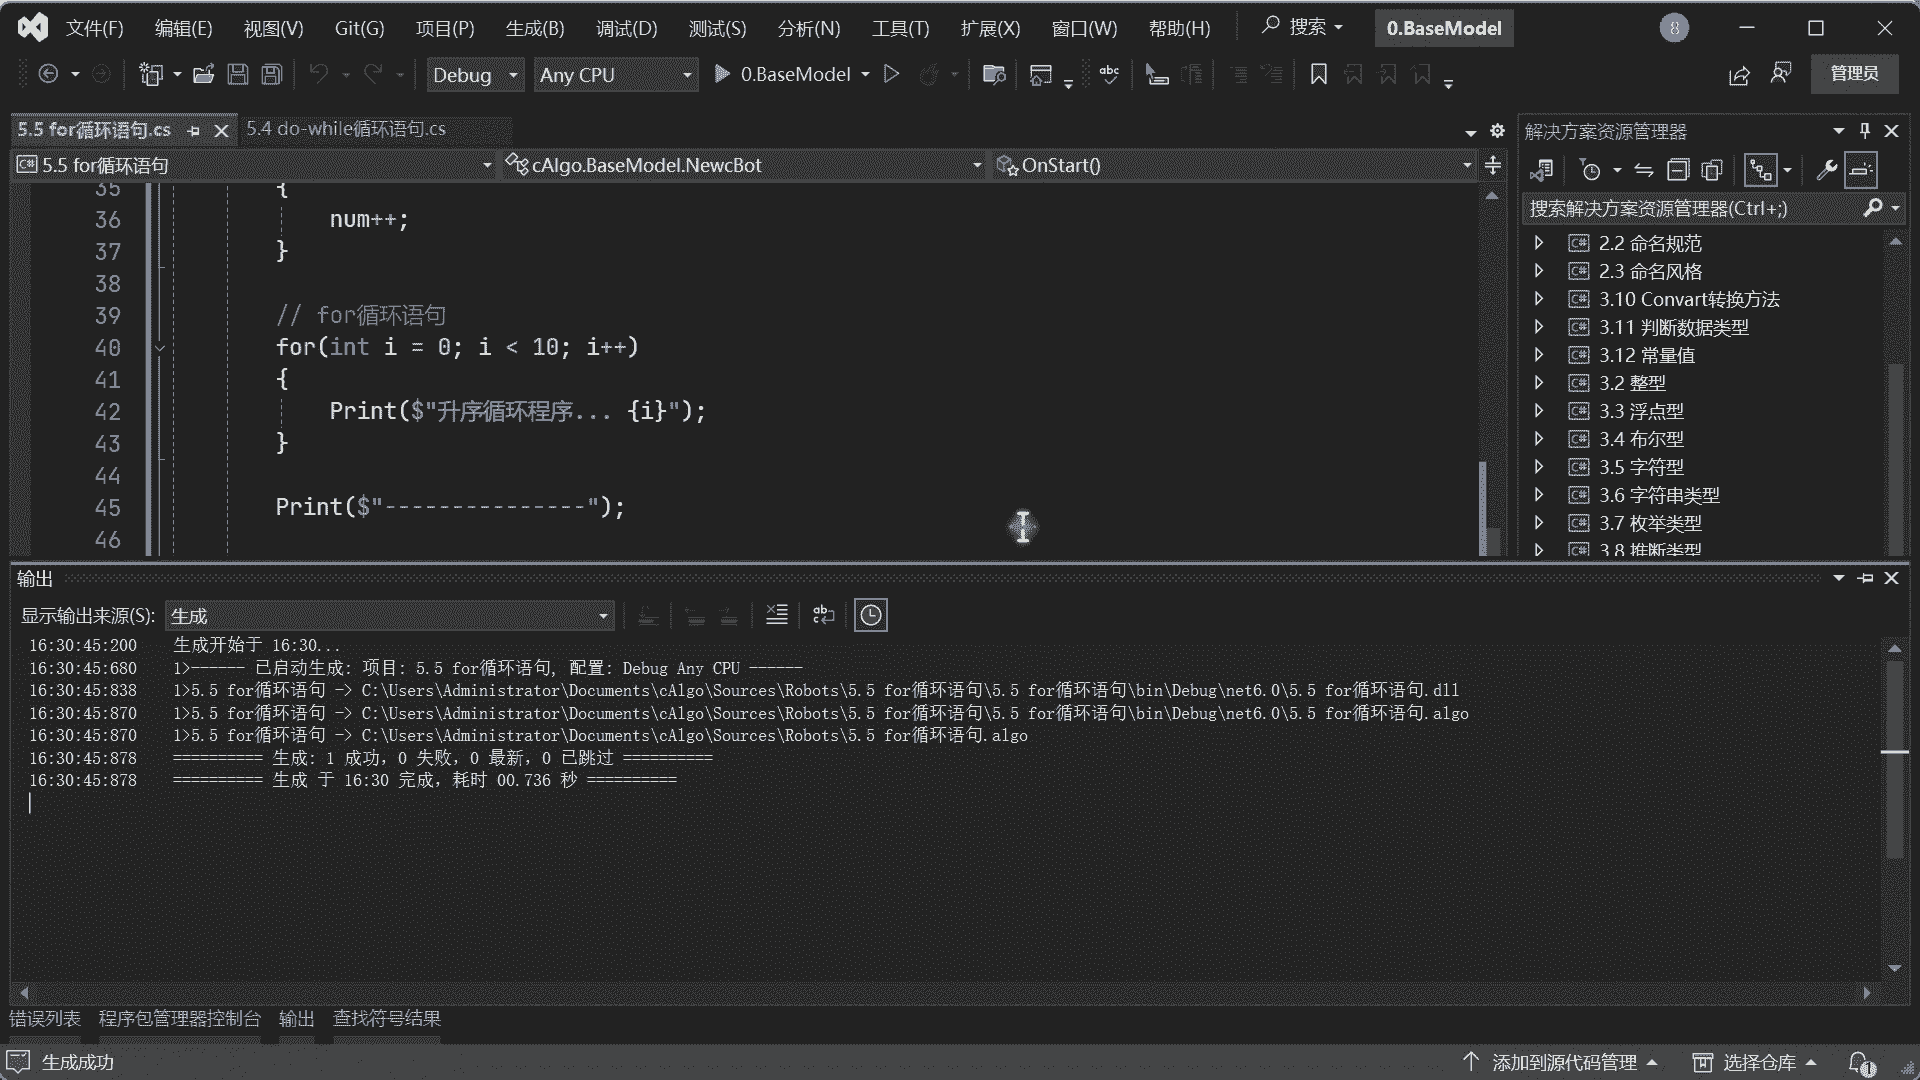 文件(F) 编辑(E) 视图(V) Git(G) 项目(P) 生成(B) 调试(D) 测试(S) 分析(N) 工具(T) 扩展(X) 窗口(W) 帮助(H) 搜索 0.BaseModel 8
Debug Any CPU 0.BaseModel 管理员
5.5 for循环语句.cs 5.4 do-while循环语句.cs
C# 5.5 for循环语句 cAlgo.BaseModel.NewcBot OnStart()
35 {
36 num++;
37 }
38
39 // for循环语句
40 for(int i = 0; i < 10; i++)
41 {
42 Print($"升序循环程序... {i}");
43 }
44
45 Print($"---------------");
46
解决方案资源管理器
搜索解决方案资源管理器(Ctrl+;)
C# 2.2 命名规范
C# 2.3 命名风格
C# 3.10 Convart转换方法
C# 3.11 判断数据类型
C# 3.12 常量值
C# 3.2 整型
C# 3.3 浮点型
C# 3.4 布尔型
C# 3.5 字符型
C# 3.6 字符串类型
C# 3.7 枚举类型
C# 3.8 推断类型
输出
显示输出来源(S): 生成
16:30:45:200 生成开始于 16:30...
16:30:45:680 1>------ 已启动生成: 项目: 5.5 for循环语句, 配置: Debug Any CPU ------
16:30:45:838 1>5.5 for循环语句 -> C:\Users\Administrator\Documents\cAlgo\Sources\Robots\5.5 for循环语句\5.5 for循环语句\bin\Debug\net6.0\5.5 for循环语句.dll
16:30:45:870 1>5.5 for循环语句 -> C:\Users\Administrator\Documents\cAlgo\Sources\Robots\5.5 for循环语句\5.5 for循环语句\bin\Debug\net6.0\5.5 for循环语句.algo
16:30:45:870 1>5.5 for循环语句 -> C:\Users\Administrator\Documents\cAlgo\Sources\Robots\5.5 for循环语句.algo
16:30:45:878 ========== 生成: 1 成功，0 失败，0 最新，0 已跳过 ==========
16:30:45:878 ========== 生成 于 16:30 完成，耗时 00.736 秒 ==========
错误列表 程序包管理器控制台 输出 查找符号结果
生成成功 添加到源代码管理 选择仓库 1